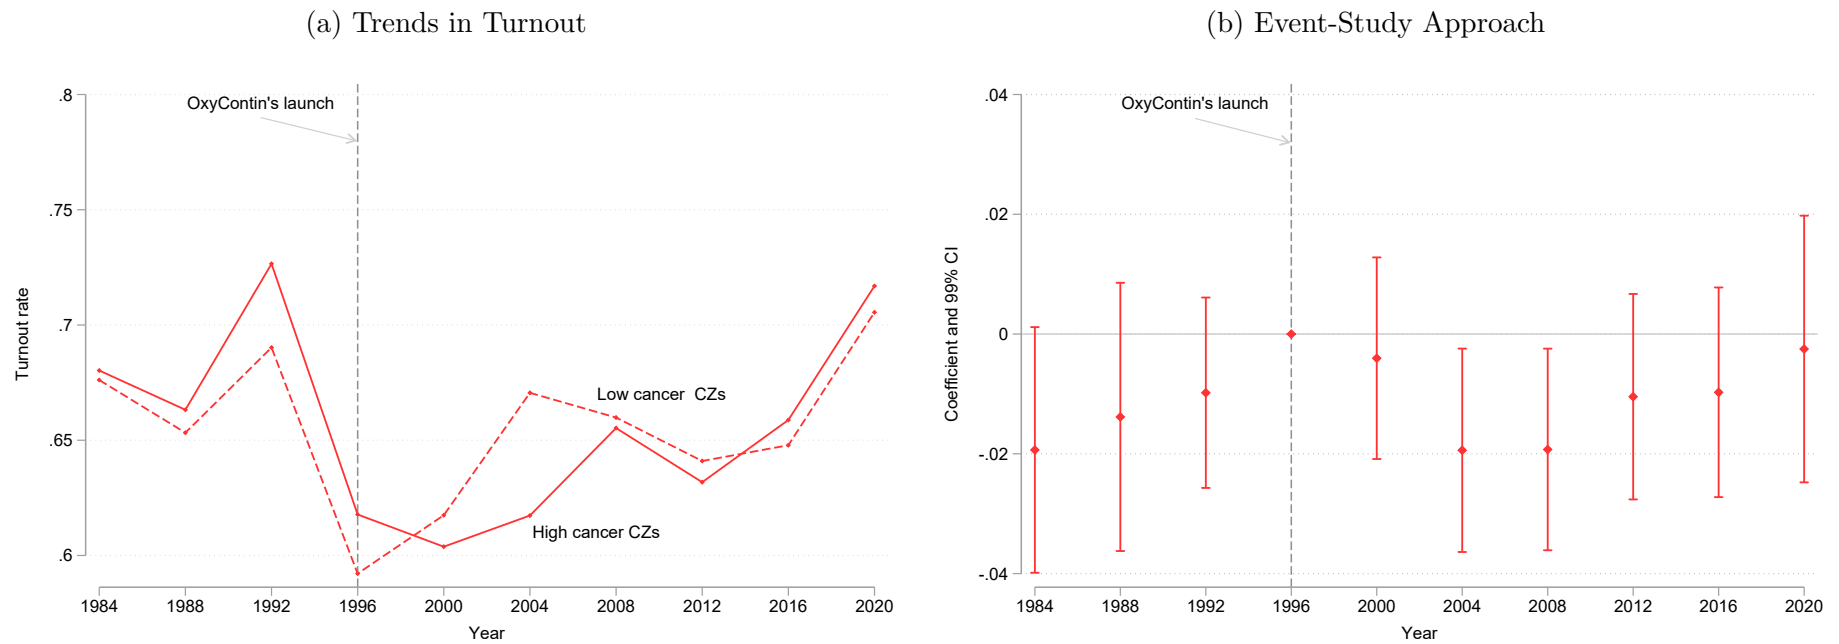 (a) Trends in Turnout
OxyContin's launch
.8
.75
.7
.65
.6
Turnout rate
Low cancer  CZs
High cancer CZs
1984 1988 1992 1996 2000 2004 2008 2012 2016 2020
Year
(b) Event-Study Approach
OxyContin's launch
.04
.02
0
-.02
-.04
Coefficient and 99% CI
1984 1988 1992 1996 2000 2004 2008 2012 2016 2020
Year